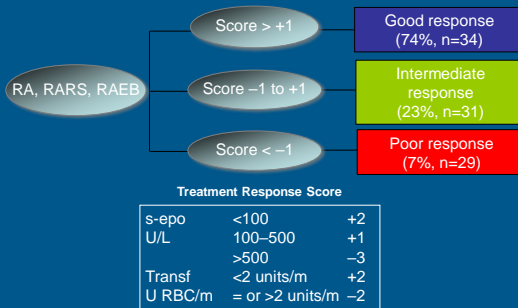 Score > +1
Good response
(74%, n=34)
RA, RARS, RAEB
Score –1 to +1
Intermediate
response
(23%, n=31)
Score < –1
Poor response
(7%, n=29)
Treatment Response Score
s-epo <100 +2
U/L 100–500 +1
>500 –3
Transf <2 units/m +2
U RBC/m = or >2 units/m –2